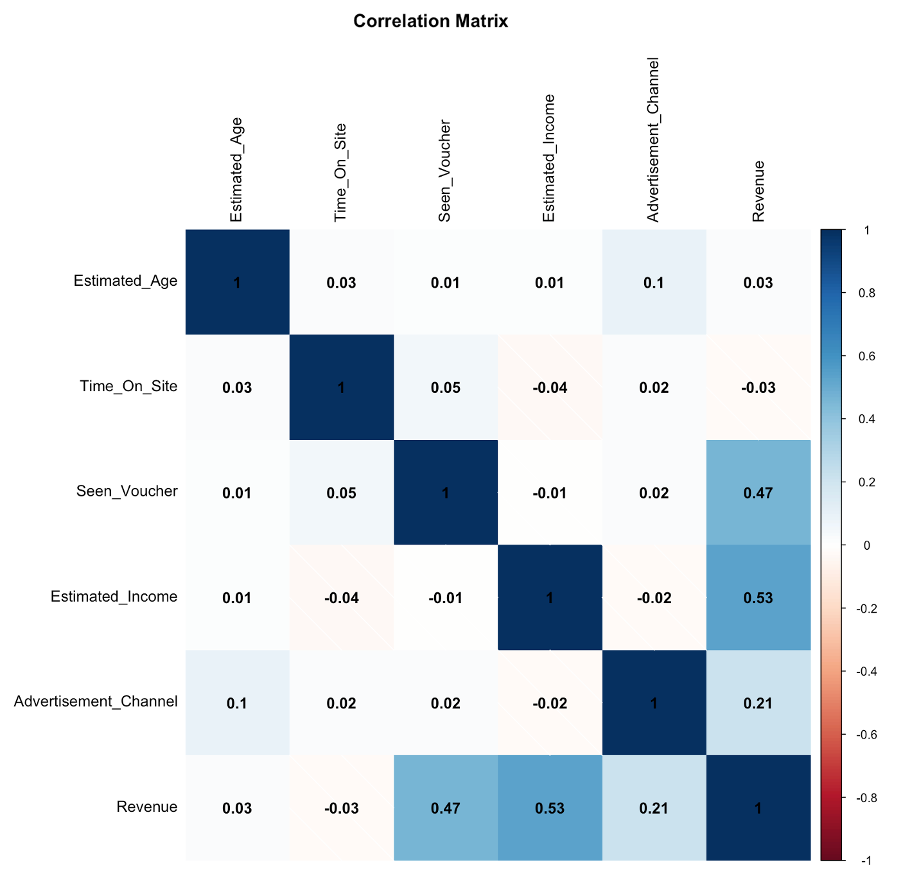 Correlation Matrix
Estimated_Age
Time_On_Site
Seen_Voucher
Estimated_Income
Advertisement_Channel
Revenue
Estimated_Age 1 0.03 0.01 0.01 0.1 0.03
Time_On_Site 0.03 1 0.05 -0.04 0.02 -0.03
Seen_Voucher 0.01 0.05 1 -0.01 0.02 0.47
Estimated_Income 0.01 -0.04 -0.01 1 -0.02 0.53
Advertisement_Channel 0.1 0.02 0.02 -0.02 1 0.21
Revenue 0.03 -0.03 0.47 0.53 0.21 1
1
0.8
0.6
0.4
0.2
0
-0.2
-0.4
-0.6
-0.8
-1